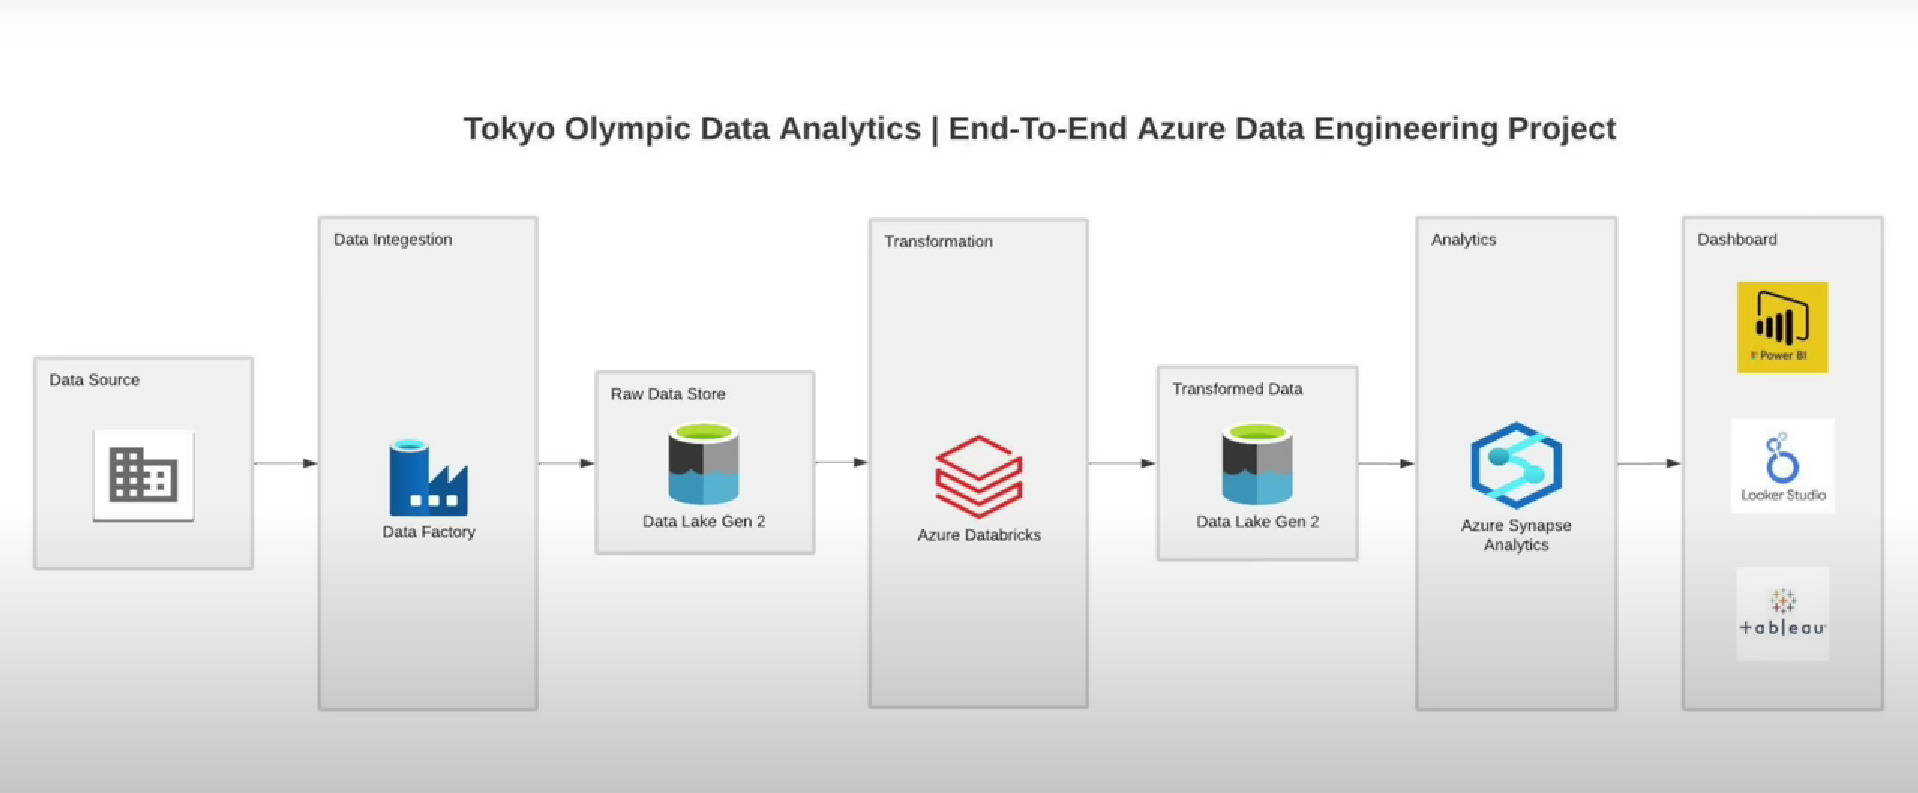 Tokyo Olympic Data Analytics | End-To-End Azure Data Engineering Project
Data Source
Data Integestion
Data Factory
Raw Data Store
Data Lake Gen 2
Transformation
Azure Databricks
Transformed Data
Data Lake Gen 2
Analytics
Azure Synapse
Analytics
Dashboard
Power BI
Looker Studio
+ableau